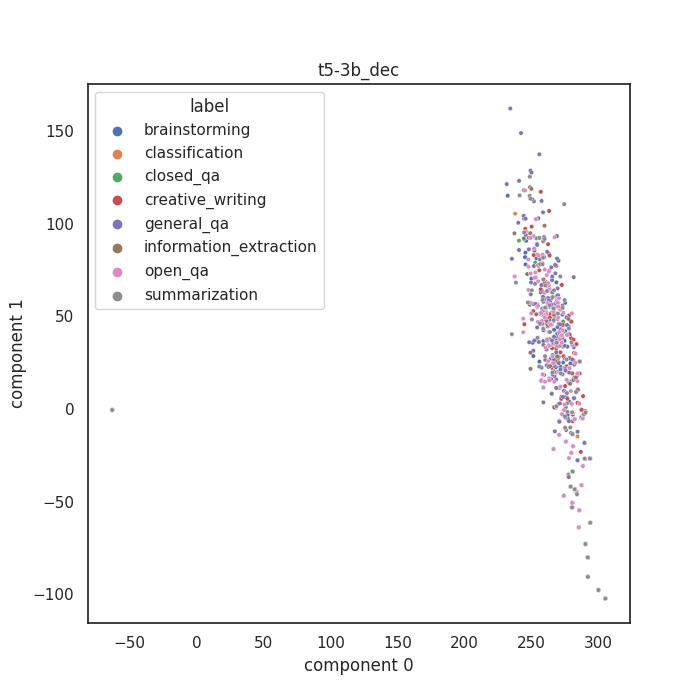 t5-3b_dec
label
brainstorming
classification
closed_qa
creative_writing
general_qa
information_extraction
open_qa
summarization
150
100
50
0
−50
−100
component 1
−50 0 50 100 150 200 250 300
component 0